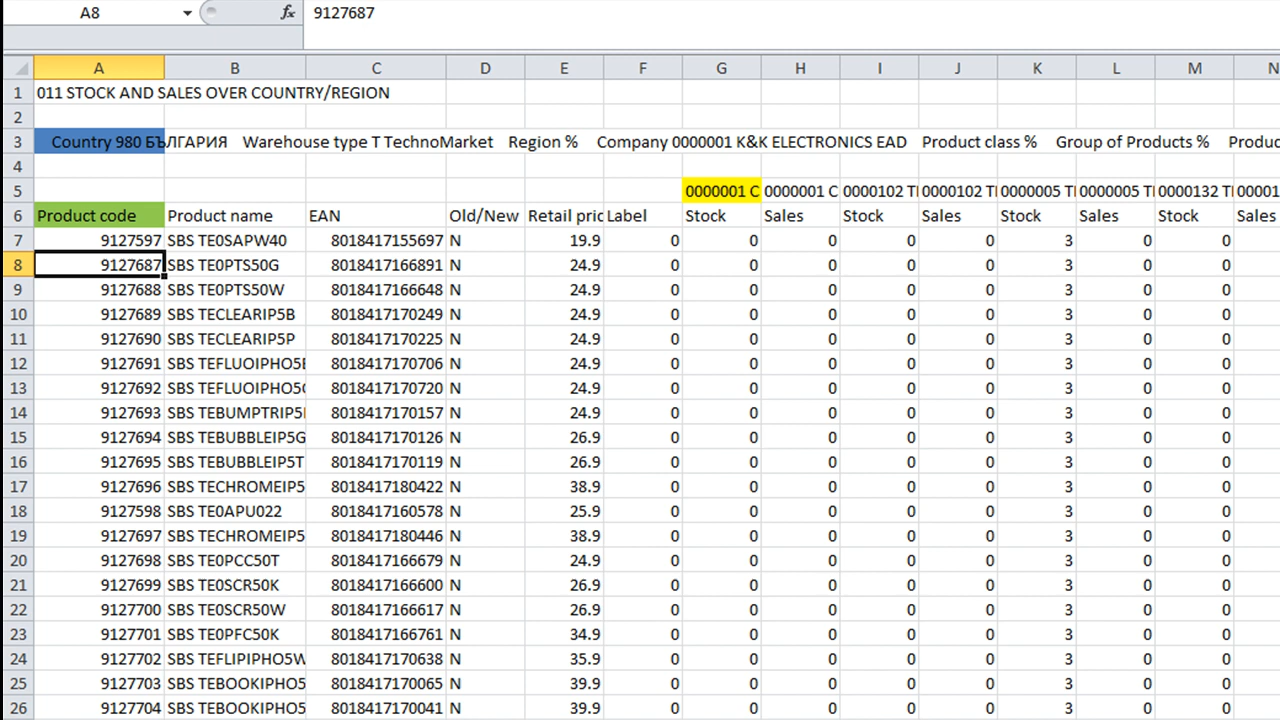 A8 fx 9127687
A B C D E F G H I J K L M N
1 011 STOCK AND SALES OVER COUNTRY/REGION
2
3 Country 980 БЪЛГАРИЯ Warehouse type T TechnoMarket Region % Company 0000001 K&K ELECTRONICS EAD Product class % Group of Products % Produc
4
5 0000001 C 0000001 C 0000102 TI 0000102 TI 0000005 TI 0000005 TI 0000132 TI 00001
6 Product code Product name EAN Old/New Retail pric Label Stock Sales Stock Sales Stock Sales Stock Sales
7 9127597 SBS TE0SAPW40 8018417155697 N 19.9 0 0 0 0 0 3 0 0
8 9127687 SBS TE0PTS50G 8018417166891 N 24.9 0 0 0 0 0 3 0 0
9 9127688 SBS TE0PTS50W 8018417166648 N 24.9 0 0 0 0 0 3 0 0
10 9127689 SBS TECLEARIP5B 8018417170249 N 24.9 0 0 0 0 0 3 0 0
11 9127690 SBS TECLEARIP5P 8018417170225 N 24.9 0 0 0 0 0 3 0 0
12 9127691 SBS TEFLUOIPHO5 8018417170706 N 24.9 0 0 0 0 0 3 0 0
13 9127692 SBS TEFLUOIPHO5 8018417170720 N 24.9 0 0 0 0 0 3 0 0
14 9127693 SBS TEBUMPTRIP5 8018417170157 N 24.9 0 0 0 0 0 3 0 0
15 9127694 SBS TEBUBBLEIP5G 8018417170126 N 26.9 0 0 0 0 0 3 0 0
16 9127695 SBS TEBUBBLEIP5T 8018417170119 N 26.9 0 0 0 0 0 3 0 0
17 9127696 SBS TECHROMEIP5 8018417180422 N 38.9 0 0 0 0 0 3 0 0
18 9127598 SBS TE0APU022 8018417160578 N 25.9 0 0 0 0 0 3 0 0
19 9127697 SBS TECHROMEIP5 8018417180446 N 38.9 0 0 0 0 0 3 0 0
20 9127698 SBS TE0PCC50T 8018417166679 N 24.9 0 0 0 0 0 3 0 0
21 9127699 SBS TE0SCR50K 8018417166600 N 26.9 0 0 0 0 0 3 0 0
22 9127700 SBS TE0SCR50W 8018417166617 N 26.9 0 0 0 0 0 3 0 0
23 9127701 SBS TE0PFC50K 8018417166761 N 34.9 0 0 0 0 0 3 0 0
24 9127702 SBS TEFLIPIPHO5W 8018417170638 N 35.9 0 0 0 0 0 3 0 0
25 9127703 SBS TEBOOKIPHO5 8018417170065 N 39.9 0 0 0 0 0 3 0 0
26 9127704 SBS TEBOOKIPHO5 8018417170041 N 39.9 0 0 0 0 0 3 0 0